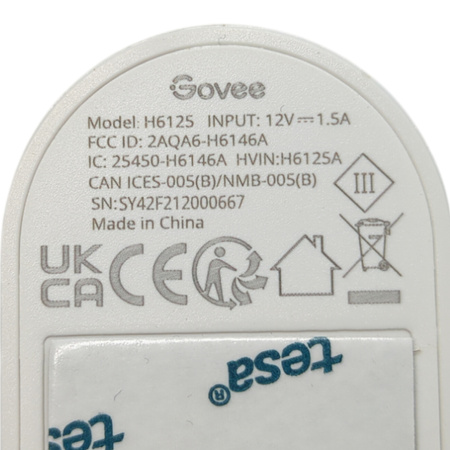 Govee
Model: H6125 INPUT: 12V⎓1.5A
FCC ID: 2AQA6-H6146A
IC: 25450-H6146A HVIN:H6125A
CAN ICES-005(B)/NMB-005(B)
SN:SY42F212000667
Made in China
III
UK
CA
CE
tesa
tesa